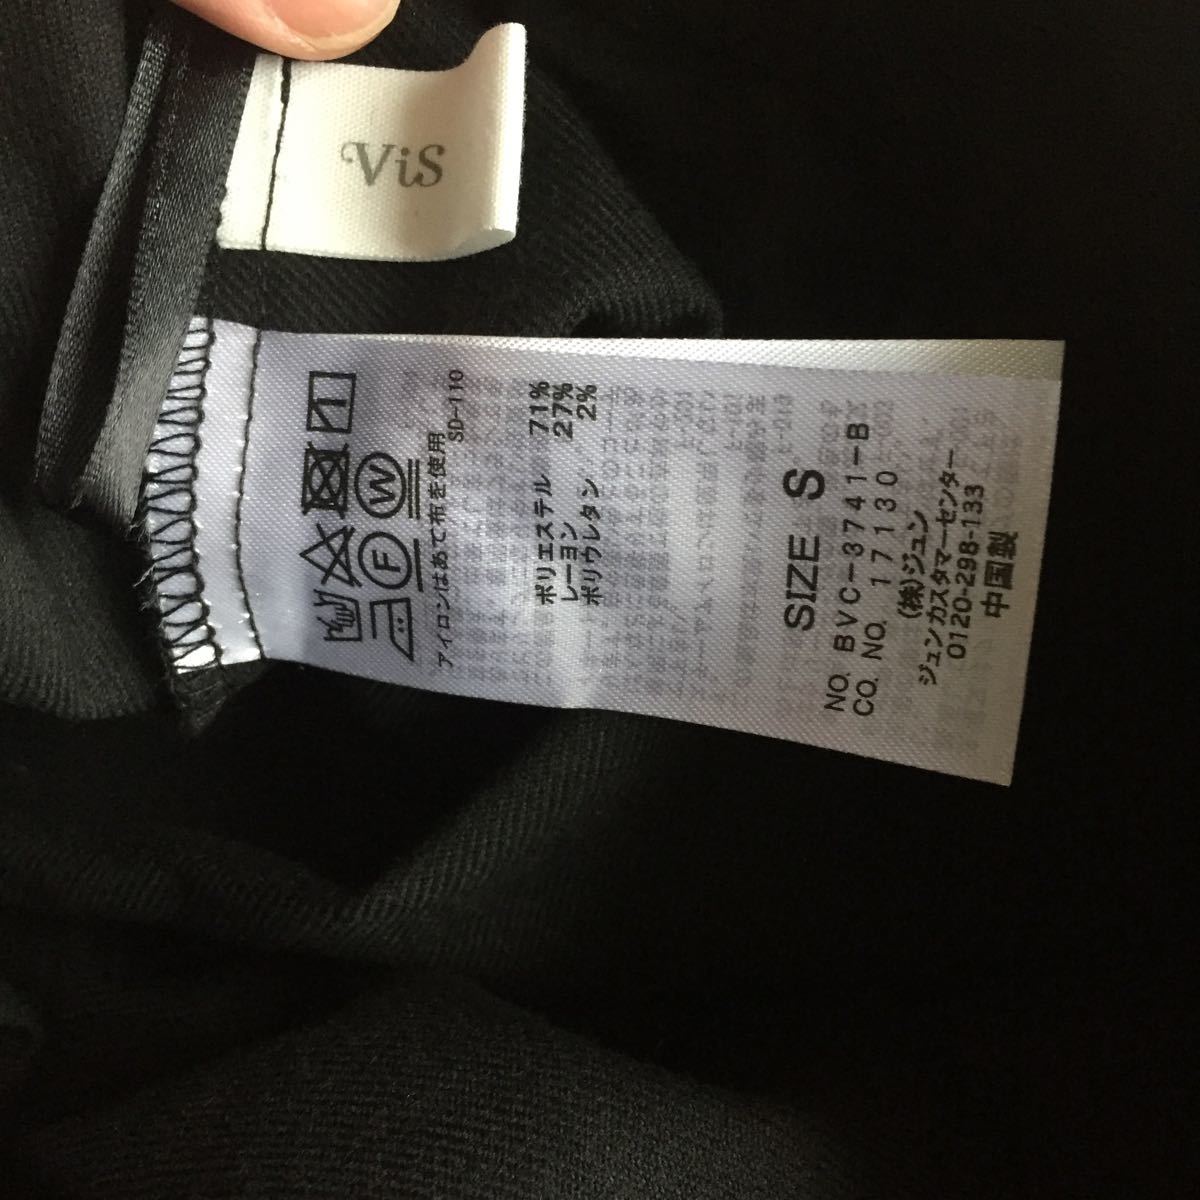 ViS
アイロンはあて布を使用
SD-110
ポリエステル 71%
レーヨン 27%
ポリウレタン 2%
SIZE S
NO. BVC-3741-B
CO. NO. 17130
(株)ジュン
ジュンカスタマーセンター
0120-298-133
中国製